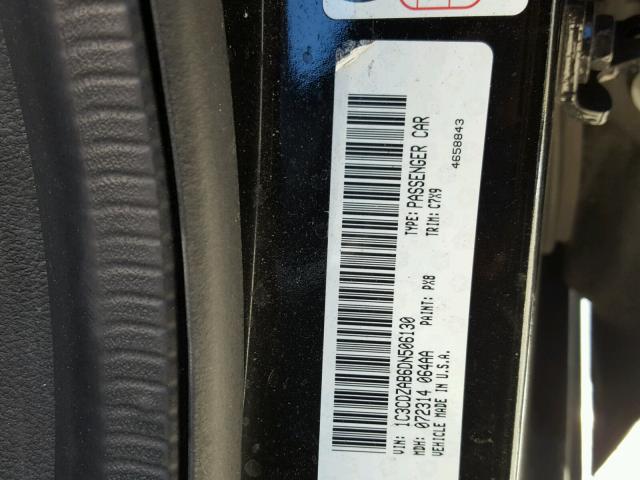 VIN: 1C3CDZAB6DN506130 TYPE: PASSENGER CAR
MDH: 072314 064AA PAINT: PX8 TRIM: C7X9
VEHICLE MADE IN U.S.A. 4658843